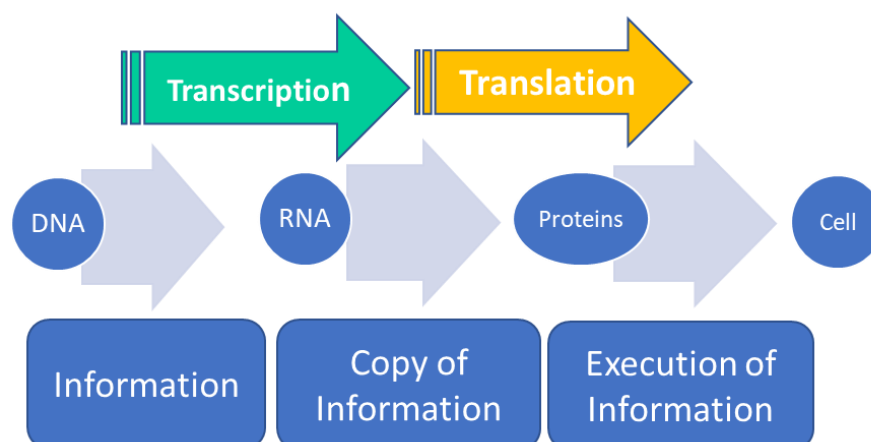 Transcription
Translation
DNA
RNA
Proteins
Cell
Information
Copy of
Information
Execution of
Information